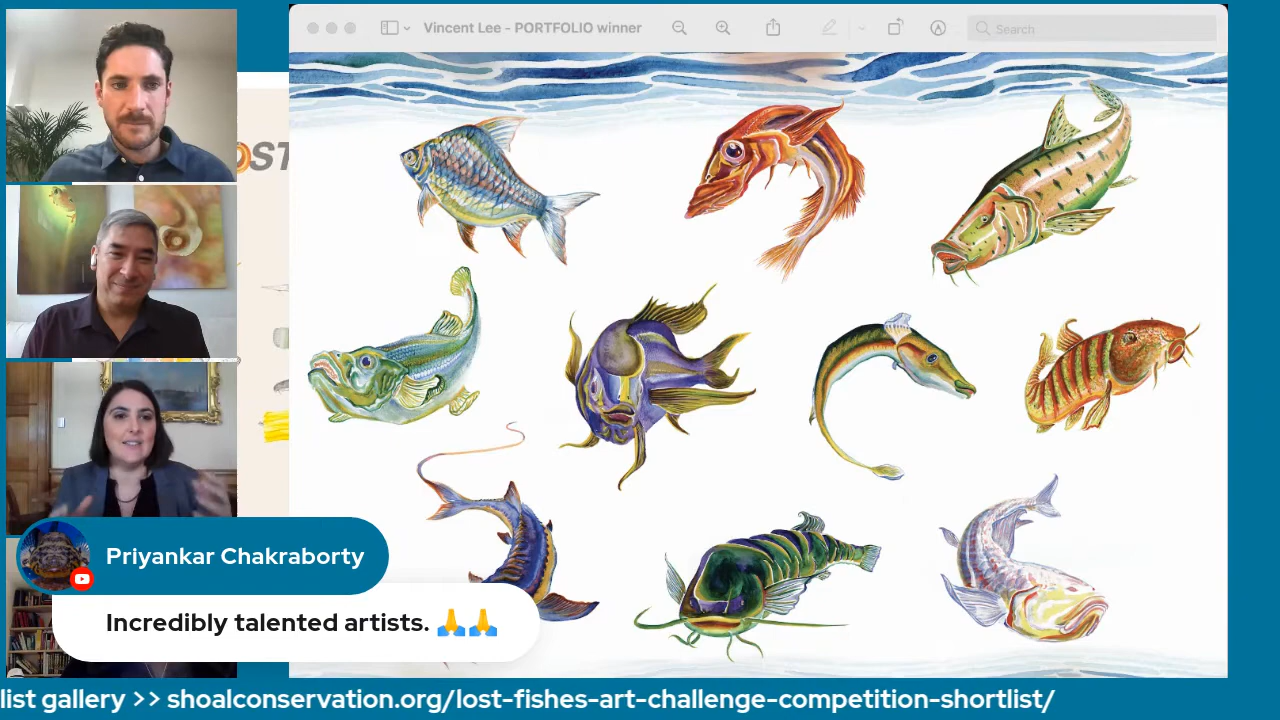 Vincent Lee - PORTFOLIO winner
Search
OST
Priyankar Chakraborty
Incredibly talented artists. 🙏🙏
list gallery >> shoalconservation.org/lost-fishes-art-challenge-competition-shortlist/